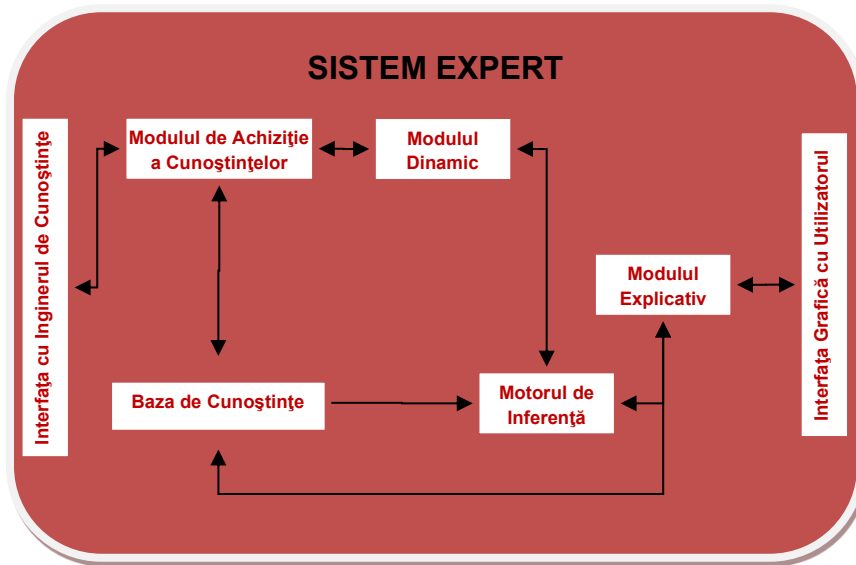 SISTEM EXPERT
Interfaţa cu Inginerul de Cunoştinţe
Modulul de Achiziţie
a Cunoştinţelor
Modulul
Dinamic
Modulul
Explicativ
Interfaţa Grafică cu Utilizatorul
Baza de Cunoştinţe
Motorul de
Inferenţă